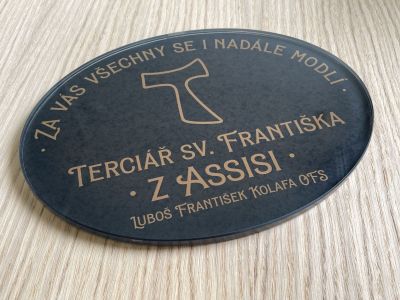 · Za vás všechny se i nadále modlí ·
Terciář sv. Františka
· z Assisi ·
Luboš František Kolafa OFS